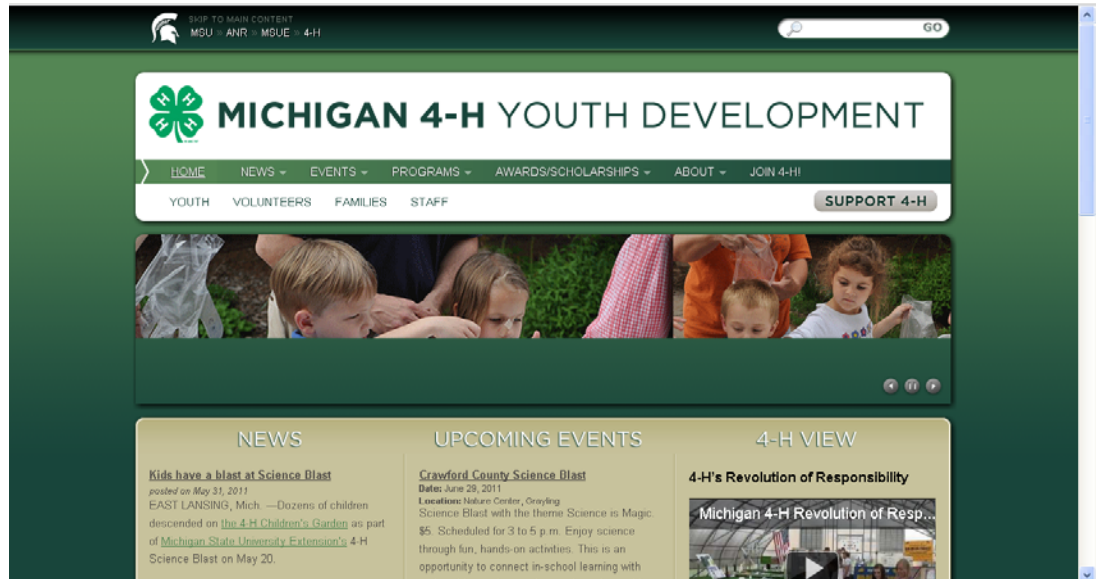 SKIP TO MAIN CONTENT
MSU » ANR » MSUE » 4-H
GO
MICHIGAN 4-H YOUTH DEVELOPMENT
HOME NEWS EVENTS PROGRAMS AWARDS/SCHOLARSHIPS ABOUT JOIN 4-H!
YOUTH VOLUNTEERS FAMILIES STAFF SUPPORT 4-H
NEWS
Kids have a blast at Science Blast
posted on May 31, 2011
EAST LANSING, Mich. —Dozens of children
descended on the 4-H Children's Garden as part
of Michigan State University Extension's 4-H
Science Blast on May 20.
UPCOMING EVENTS
Crawford County Science Blast
Date: June 29, 2011
Location: Nature Center, Grayling
Science Blast with the theme Science is Magic.
$5. Scheduled for 3 to 5 p.m. Enjoy science
through fun, hands-on activities. This is an
opportunity to connect in-school learning with
4-H VIEW
4-H's Revolution of Responsibility
Michigan 4-H Revolution of Resp...